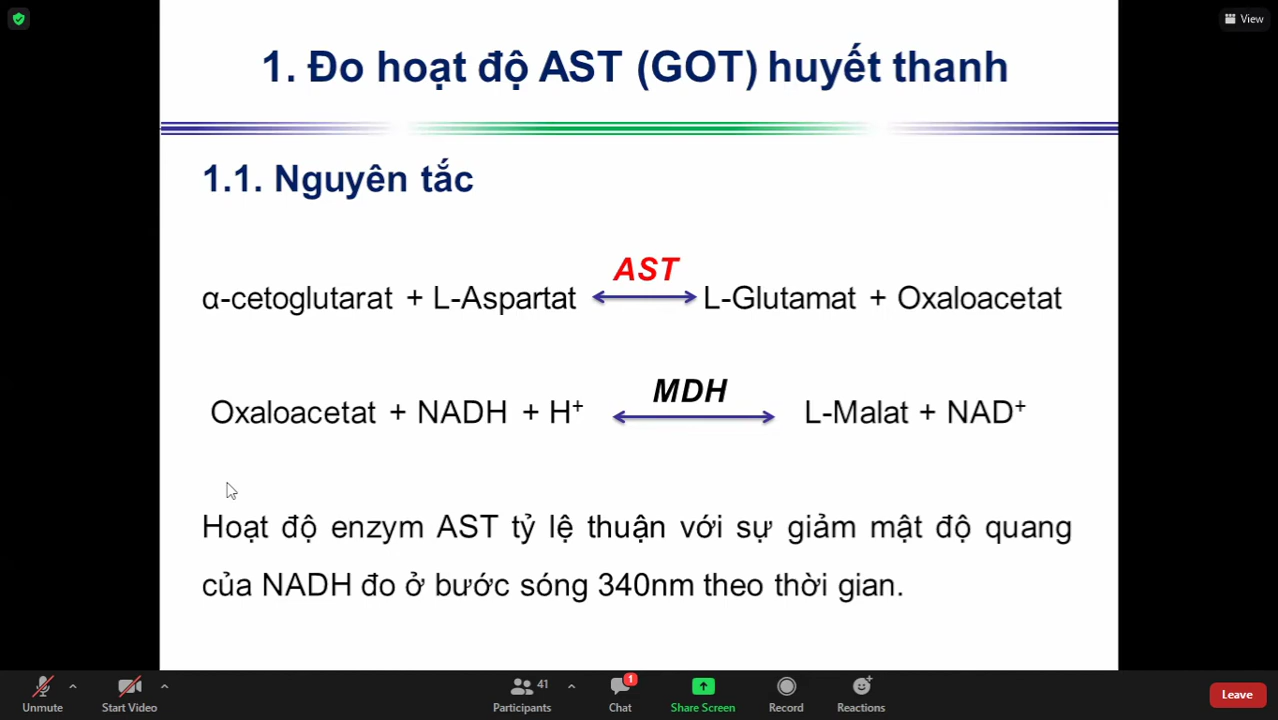 View
1. Đo hoạt độ AST (GOT) huyết thanh
1.1. Nguyên tắc
AST
α-cetoglutarat + L-Aspartat L-Glutamat + Oxaloacetat
MDH
Oxaloacetat + NADH + H⁺ L-Malat + NAD⁺
Hoạt độ enzym AST tỷ lệ thuận với sự giảm mật độ quang
của NADH đo ở bước sóng 340nm theo thời gian.
41 1
Unmute Start Video Participants Chat Share Screen Record Reactions Leave